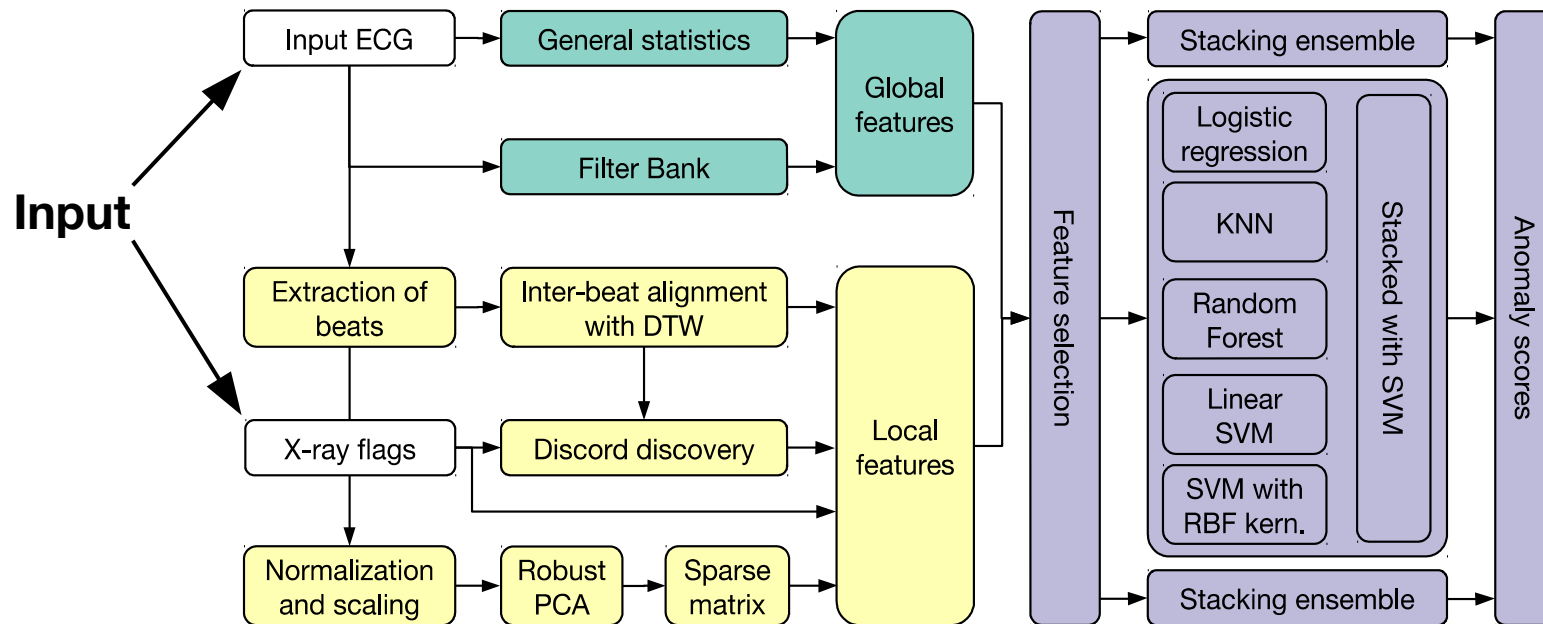 Input
Input ECG
General statistics
Filter Bank
Global
features
Extraction of
beats
Inter-beat alignment
with DTW
X-ray flags
Discord discovery
Local
features
Normalization
and scaling
Robust
PCA
Sparse
matrix
Feature selection
Stacking ensemble
Logistic
regression
KNN
Random
Forest
Linear
SVM
SVM with
RBF kern.
Stacked with SVM
Stacking ensemble
Anomaly scores